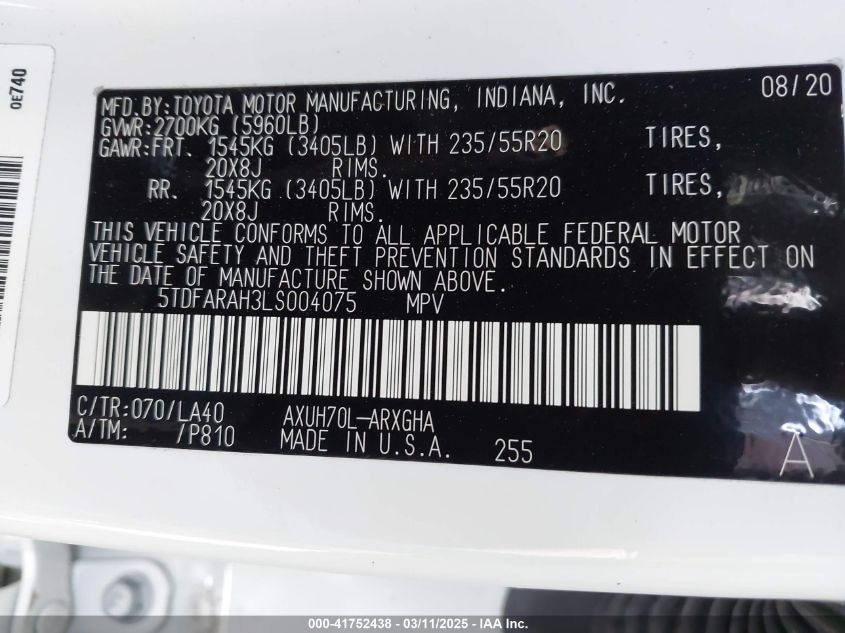 0E740
MFD.BY:TOYOTA MOTOR MANUFACTURING, INDIANA, INC. 08/20
GVWR:2700KG (5960LB)
GAWR:FRT. 1545KG (3405LB) WITH 235/55R20 TIRES,
20X8J RIMS.
RR. 1545KG (3405LB) WITH 235/55R20 TIRES,
20X8J RIMS.
THIS VEHICLE CONFORMS TO ALL APPLICABLE FEDERAL MOTOR
VEHICLE SAFETY AND THEFT PREVENTION STANDARDS IN EFFECT ON
THE DATE OF MANUFACTURE SHOWN ABOVE.
5TDFARAH3LS004075 MPV
C/TR:070/LA40 AXUH70L-ARXGHA
A/TM: /P810 MADE IN U.S.A. 255
A
000-41752438 - 03/11/2025 - IAA Inc.